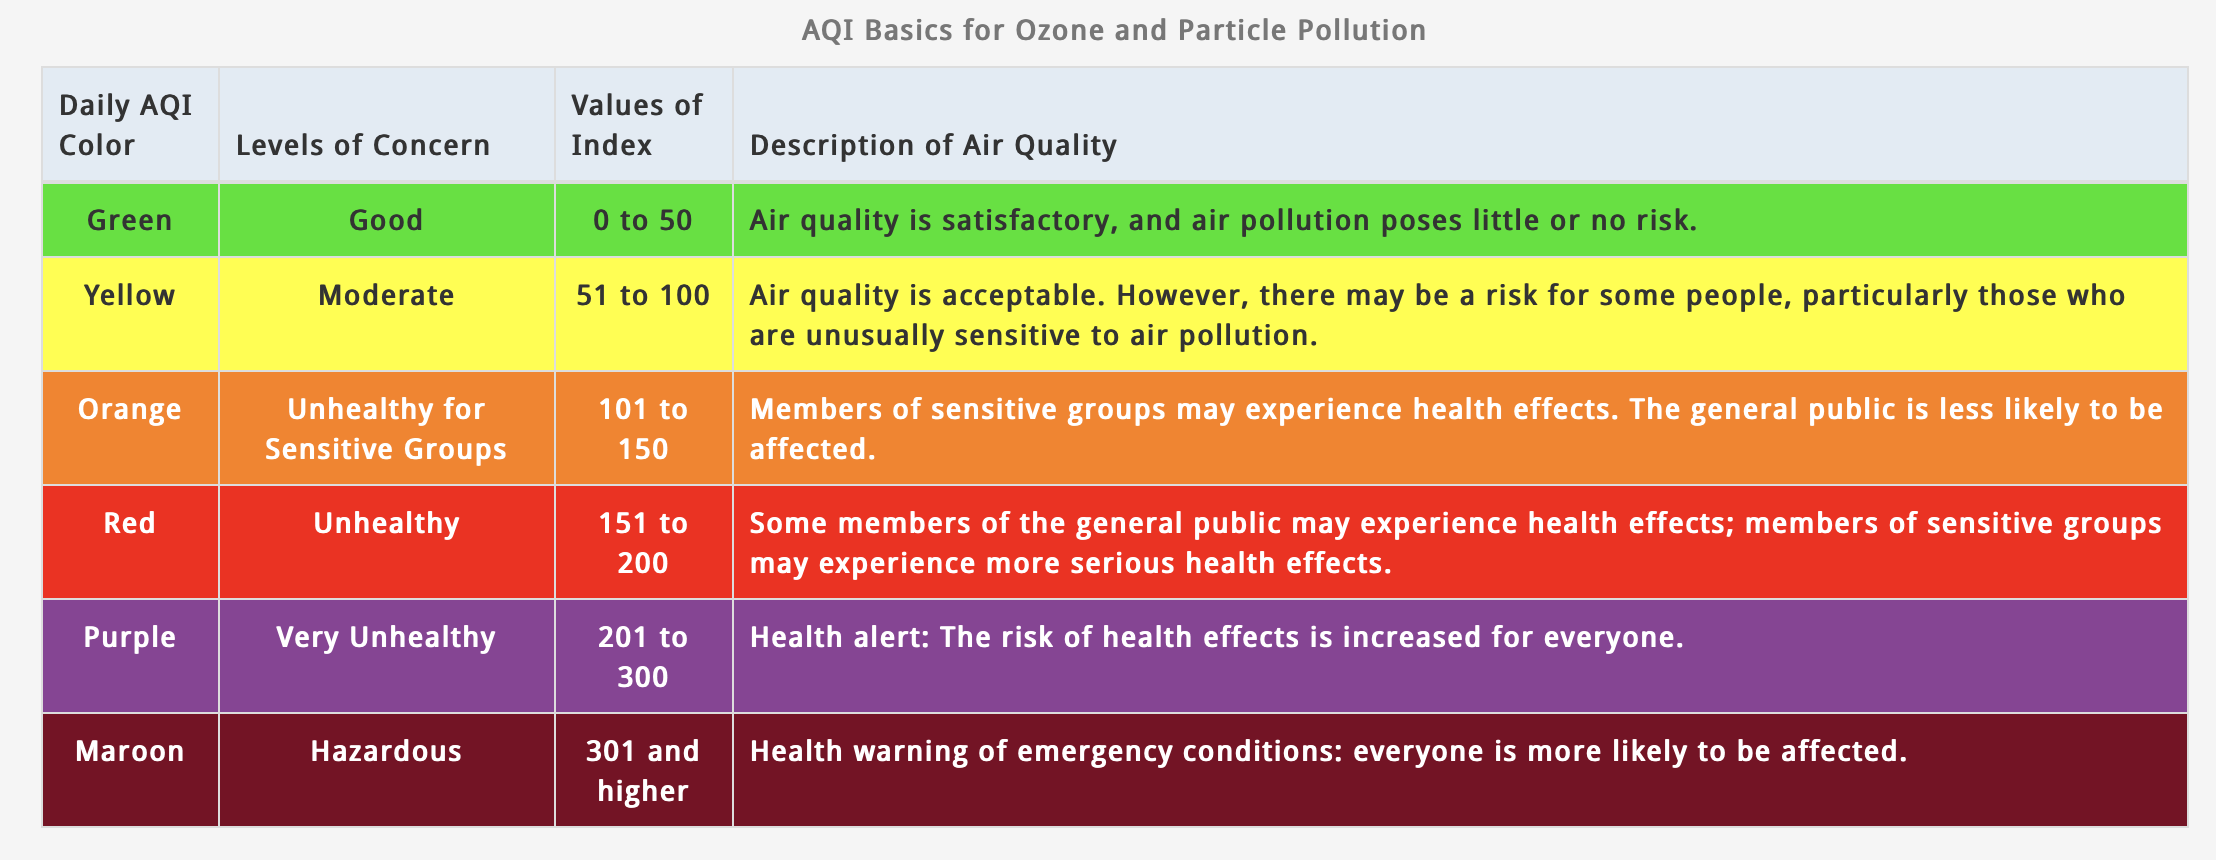 AQI Basics for Ozone and Particle Pollution
Daily AQI Color
Levels of Concern
Values of Index
Description of Air Quality
Green
Good
0 to 50
Air quality is satisfactory, and air pollution poses little or no risk.
Yellow
Moderate
51 to 100
Air quality is acceptable. However, there may be a risk for some people, particularly those who
are unusually sensitive to air pollution.
Orange
Unhealthy for
Sensitive Groups
101 to
150
Members of sensitive groups may experience health effects. The general public is less likely to be
affected.
Red
Unhealthy
151 to
200
Some members of the general public may experience health effects; members of sensitive groups
may experience more serious health effects.
Purple
Very Unhealthy
201 to
300
Health alert: The risk of health effects is increased for everyone.
Maroon
Hazardous
301 and
higher
Health warning of emergency conditions: everyone is more likely to be affected.